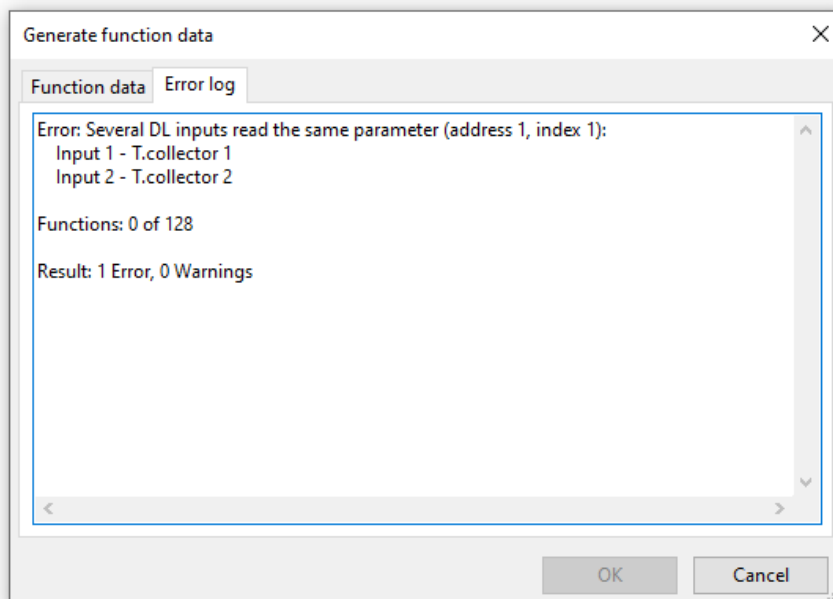 Generate function data
Function data
Error log
Error: Several DL inputs read the same parameter (address 1, index 1):
Input 1 - T.collector 1
Input 2 - T.collector 2
Functions: 0 of 128
Result: 1 Error, 0 Warnings
OK
Cancel